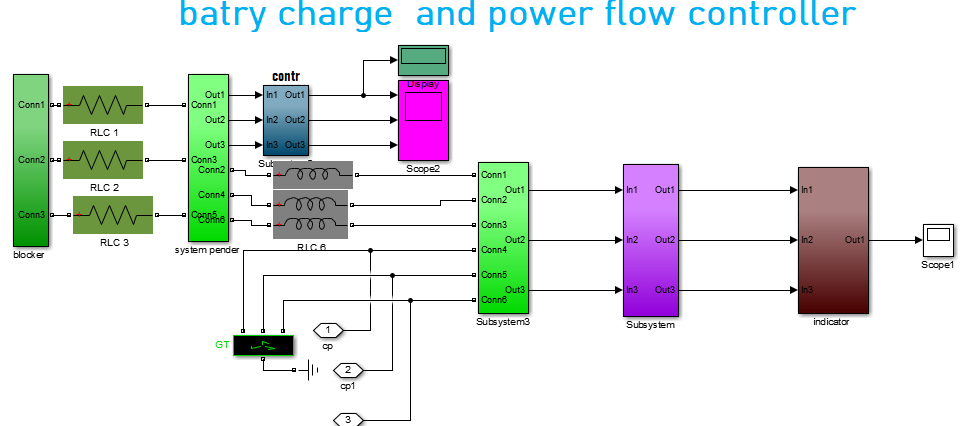 batry charge and power flow controller
contr
Display
Conn1
Out1
Conn1
In1
Out1
RLC 1
Out2
In2
Out2
Conn2
Out3
Conn3
In3
Out3
Scope2
RLC 2
Conn2
Conn1
Out1
In1
Out1
In1
Conn4
Conn2
Conn3
Conn5
Conn6
Conn3
RLC 3
system pender
RLC 6
Out2
In2
Out2
In2
Out1
blocker
Conn4
Scope1
Conn5
Out3
In3
Out3
In3
Conn6
Subsystem3
Subsystem
indicator
GT
1
cp
2
cp1
3